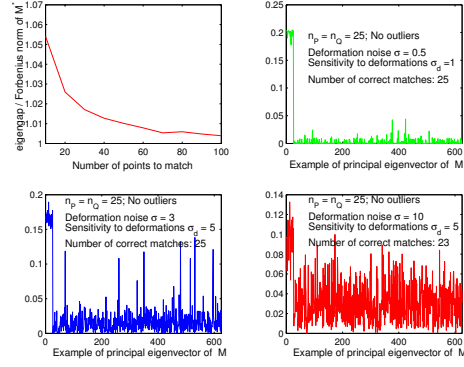 eigengap / Forbenius norm of M*
1.07
1.06
1.05
1.04
1.03
1.02
1.01
1
20 40 60 80 100
Number of points to match
0.25
0.2
0.15
0.1
0.05
0
0 200 400 600
n_P = n_Q = 25; No outliers
Deformation noise σ = 0.5
Sensitivity to deformations σ_d =1
Number of correct matches: 25
Example of principal eigenvector of M
0.2
0.15
0.1
0.05
0
0 200 400 600
n_P = n_Q = 25; No outliers
Deformation noise σ = 3
Sensitivity to deformations σ_d = 5
Number of correct matches: 25
Example of principal eigenvector of M
0.14
0.12
0.1
0.08
0.06
0.04
0.02
0
0 200 400 600
n_P = n_Q = 25; No outliers
Deformation noise σ = 10
Sensitivity to deformations σ_d = 5
Number of correct matches: 23
Example of principal eigenvector of M